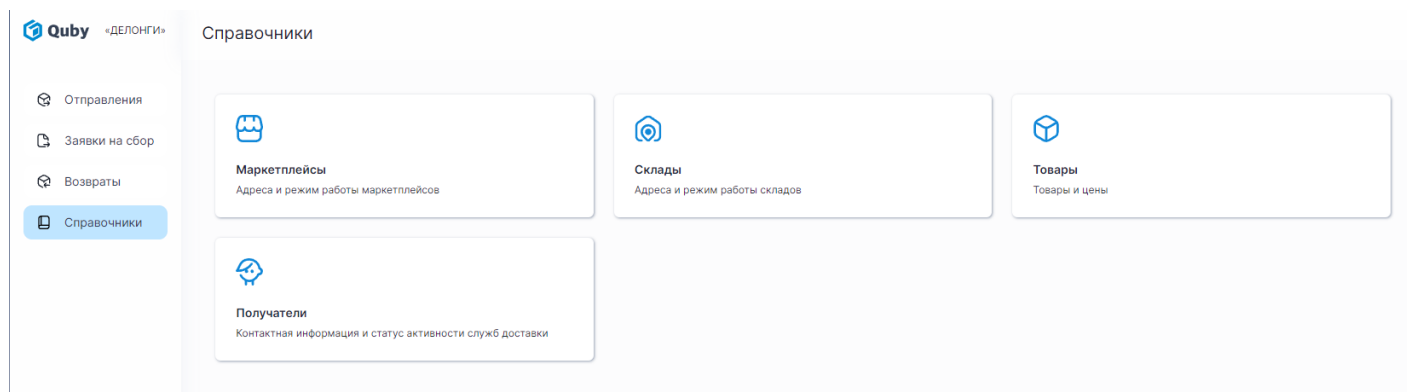 Quby «ДЕЛОНГИ»
Справочники
Отправления
Заявки на сбор
Возвраты
Справочники
Маркетплейсы
Адреса и режим работы маркетплейсов
Склады
Адреса и режим работы складов
Товары
Товары и цены
Получатели
Контактная информация и статус активности служб доставки